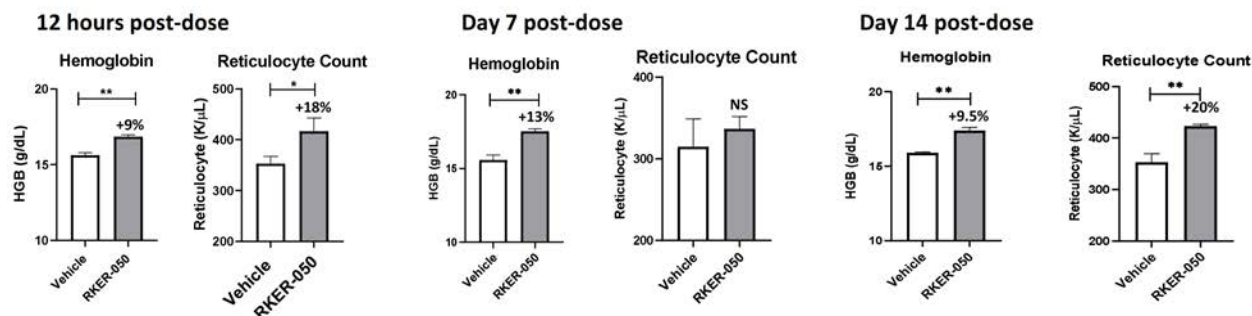 12 hours post-dose
Hemoglobin
**
+9%
20
15
10
HGB (g/dL)
Vehicle
RKER-050
Reticulocyte Count
*
+18%
500
400
300
200
Reticulocyte (K/µL)
Vehicle
RKER-050
Day 7 post-dose
Hemoglobin
**
+13%
20
15
10
HGB (g/dL)
Vehicle
RKER-050
Reticulocyte Count
NS
400
300
200
Reticulocyte (K/µL)
Vehicle
RKER-050
Day 14 post-dose
Hemoglobin
**
+9.5%
20
15
10
HGB (g/dL)
Vehicle
RKER-050
Reticulocyte Count
**
+20%
500
400
300
200
Reticulocyte (K/µL)
Vehicle
RKER-050